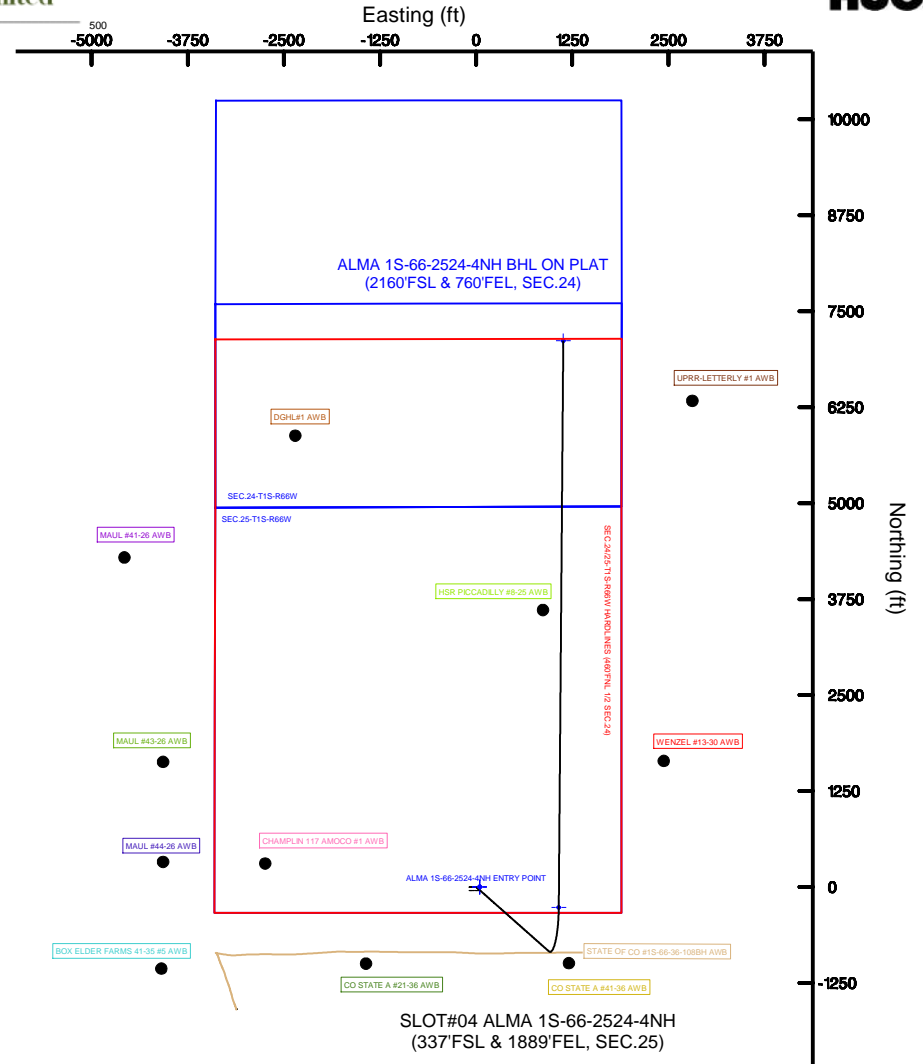 Easting (ft)
500
-5000 -3750 -2500 -1250 0 1250 2500 3750
10000
8750
7500
6250
5000
3750
2500
1250
0
-1250
Northing (ft)
ALMA 1S-66-2524-4NH BHL ON PLAT
(2160'FSL & 760'FEL, SEC.24)
UPRR-LETTERLY #1 AWB
DGHL#1 AWB
SEC.24-T1S-R66W
SEC.25-T1S-R66W
MAUL #41-26 AWB
SEC.24/25-T1S-R66W HARDLINES (460'FNL 1/2 SEC.24)
HSR PICCADILLY #8-25 AWB
MAUL #43-26 AWB
WENZEL #13-30 AWB
MAUL #44-26 AWB
CHAMPLIN 117 AMOCO #1 AWB
ALMA 1S-66-2524-4NH ENTRY POINT
BOX ELDER FARMS 41-35 #5 AWB
STATE OF CO #1S-66-36-108BH AWB
CO STATE A #21-36 AWB
CO STATE A #41-36 AWB
SLOT#04 ALMA 1S-66-2524-4NH
(337'FSL & 1889'FEL, SEC.25)